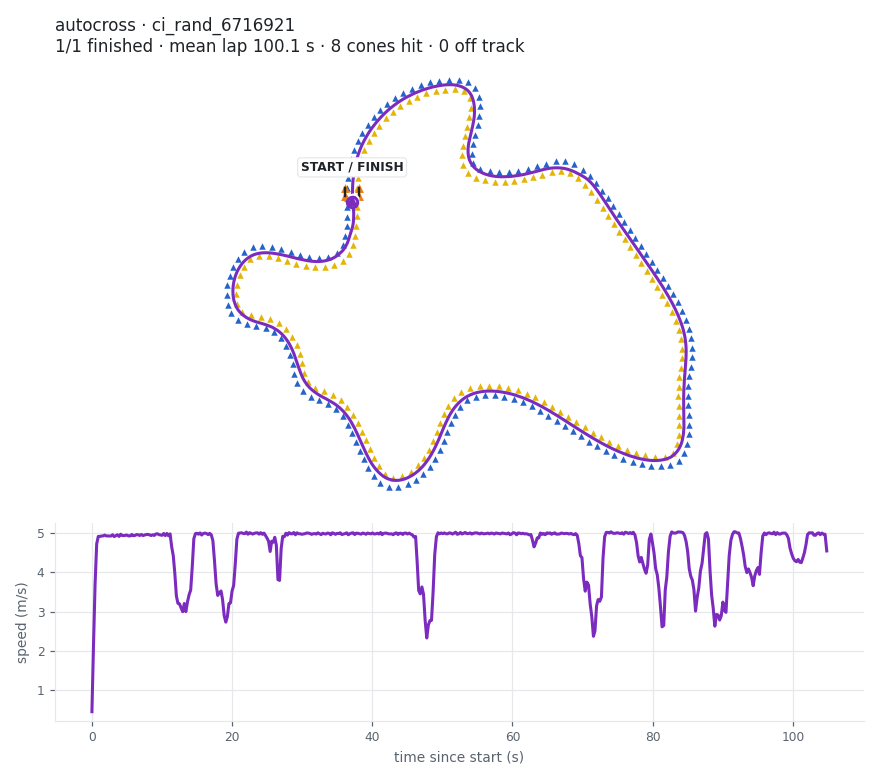 autocross · ci_rand_6716921
1/1 finished · mean lap 100.1 s · 8 cones hit · 0 off track
START / FINISH
5
4
3
2
1
speed (m/s)
0 20 40 60 80 100
time since start (s)